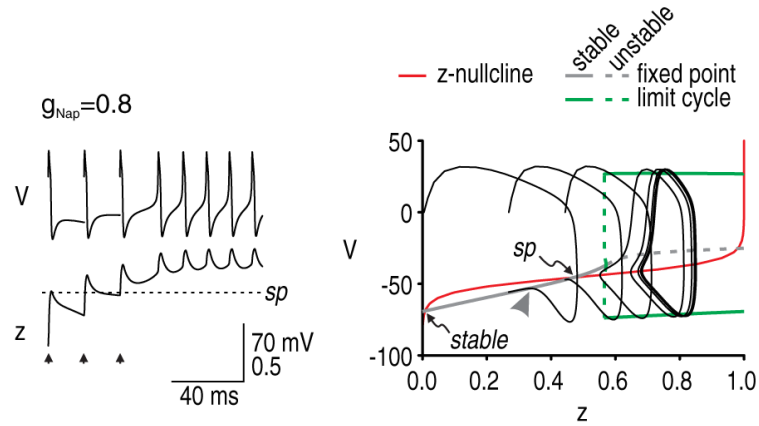 g_Nap=0.8
V
z
sp
70 mV
0.5
40 ms
stable
unstable
z-nullcline
fixed point
limit cycle
50
0
V
-50
-100
sp
stable
0.0 0.2 0.4 0.6 0.8 1.0
z